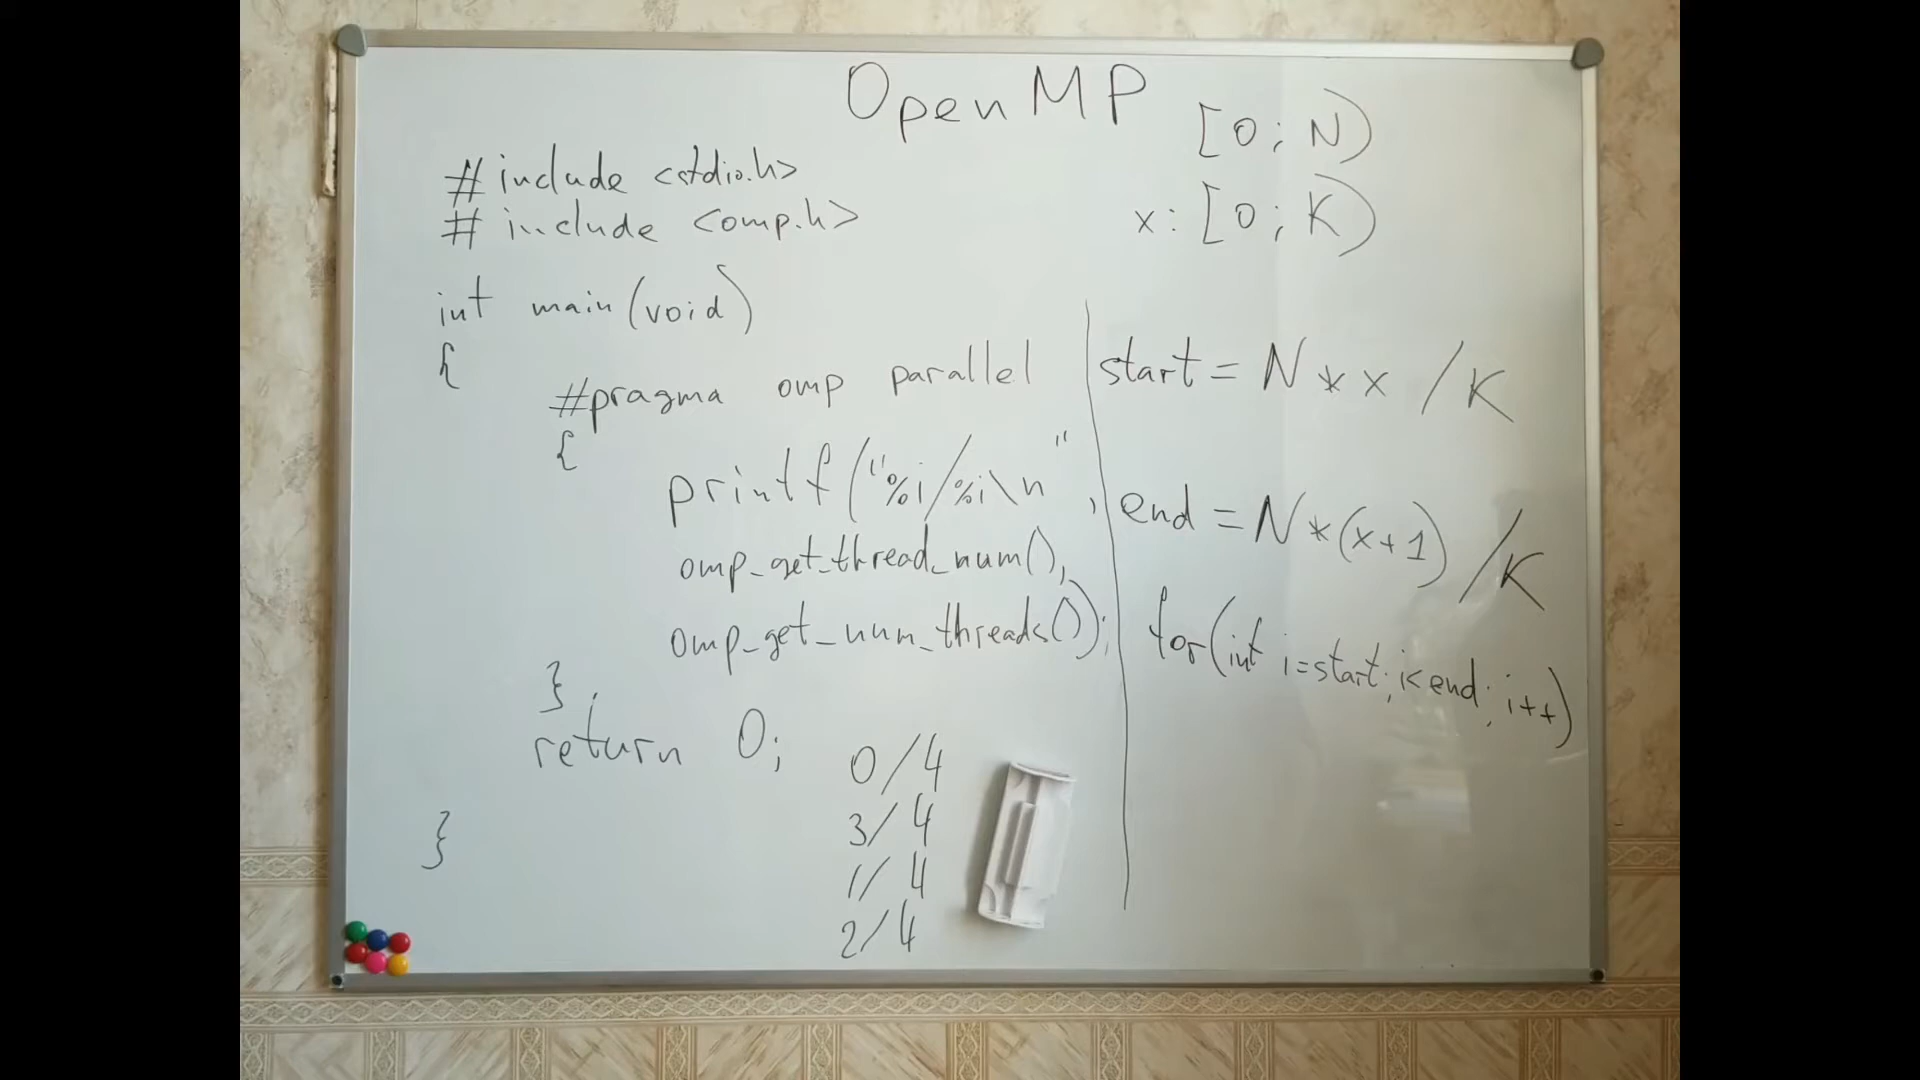 OpenMP
#include <stdio.h>
#include <omp.h>
int main(void)
{
#pragma omp parallel
{
printf("%i/%i\n",
omp_get_thread_num(),
omp_get_num_threads());
}
return 0;
}
0/4
3/4
1/4
2/4
[0; N)
x: [0; K)
start = N * x / K
end = N * (x+1) / K
for(int i=start; i<end; i++)